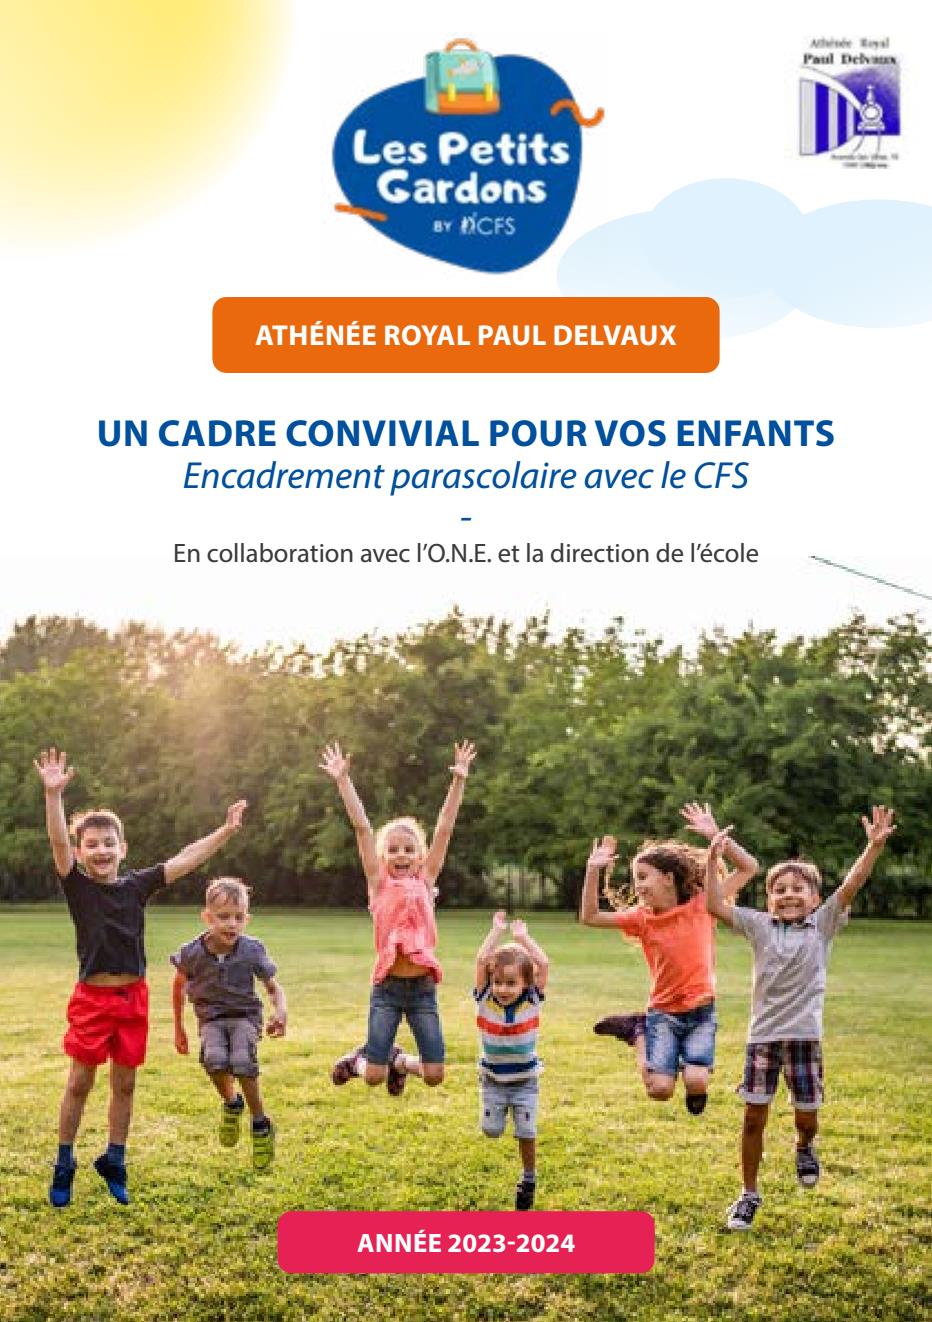 Les Petits
Gardons
BY CFS
Athénée Royal
Paul Delvaux
ATHÉNÉE ROYAL PAUL DELVAUX
UN CADRE CONVIVIAL POUR VOS ENFANTS
Encadrement parascolaire avec le CFS
-
En collaboration avec l'O.N.E. et la direction de l'école
ANNÉE 2023-2024